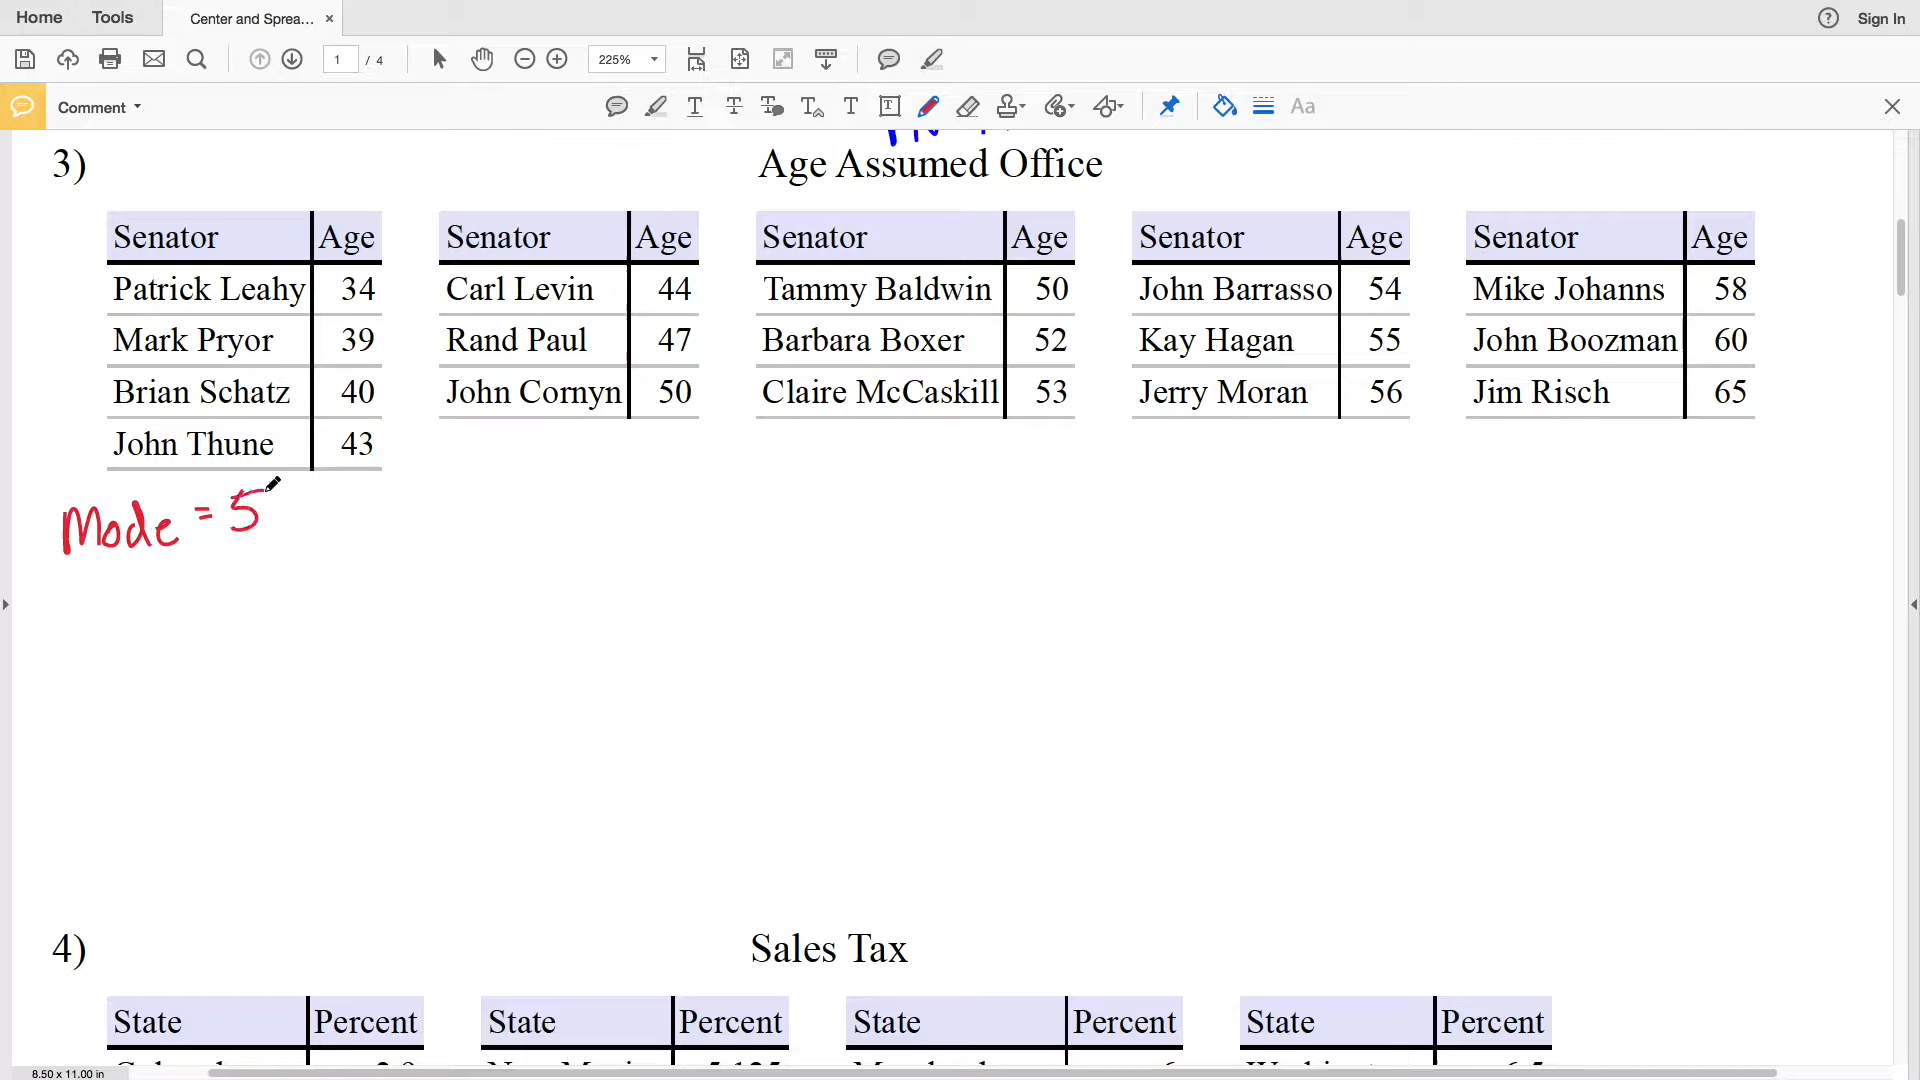 Home Tools Center and Sprea... × Sign In
1 / 4 225%
Comment Aa
3) Age Assumed Office
Senator Age Senator Age Senator Age Senator Age Senator Age
Patrick Leahy 34 Carl Levin 44 Tammy Baldwin 50 John Barrasso 54 Mike Johanns 58
Mark Pryor 39 Rand Paul 47 Barbara Boxer 52 Kay Hagan 55 John Boozman 60
Brian Schatz 40 John Cornyn 50 Claire McCaskill 53 Jerry Moran 56 Jim Risch 65
John Thune 43
Mode = 5
4) Sales Tax
State Percent State Percent State Percent State Percent
8.50 x 11.00 in